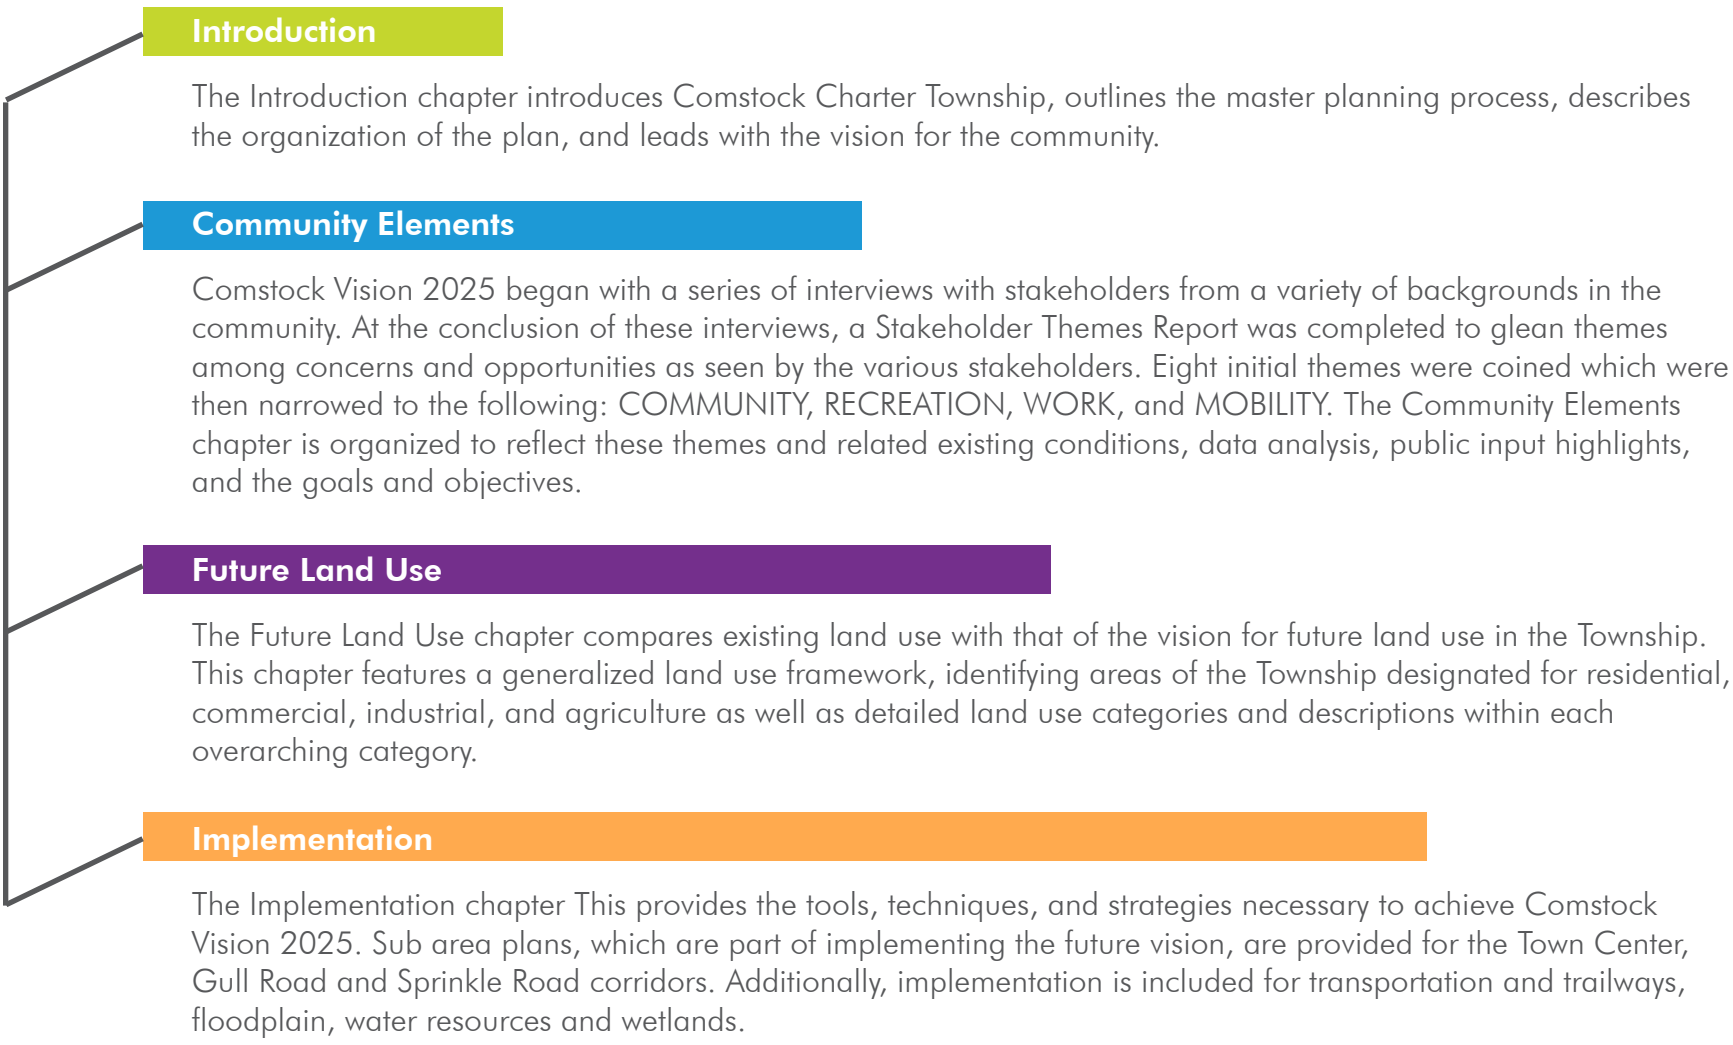 Introduction
The Introduction chapter introduces Comstock Charter Township, outlines the master planning process, describes
the organization of the plan, and leads with the vision for the community.
Community Elements
Comstock Vision 2025 began with a series of interviews with stakeholders from a variety of backgrounds in the
community. At the conclusion of these interviews, a Stakeholder Themes Report was completed to glean themes
among concerns and opportunities as seen by the various stakeholders. Eight initial themes were coined which were
then narrowed to the following: COMMUNITY, RECREATION, WORK, and MOBILITY. The Community Elements
chapter is organized to reflect these themes and related existing conditions, data analysis, public input highlights,
and the goals and objectives.
Future Land Use
The Future Land Use chapter compares existing land use with that of the vision for future land use in the Township.
This chapter features a generalized land use framework, identifying areas of the Township designated for residential,
commercial, industrial, and agriculture as well as detailed land use categories and descriptions within each
overarching category.
Implementation
The Implementation chapter This provides the tools, techniques, and strategies necessary to achieve Comstock
Vision 2025. Sub area plans, which are part of implementing the future vision, are provided for the Town Center,
Gull Road and Sprinkle Road corridors. Additionally, implementation is included for transportation and trailways,
floodplain, water resources and wetlands.